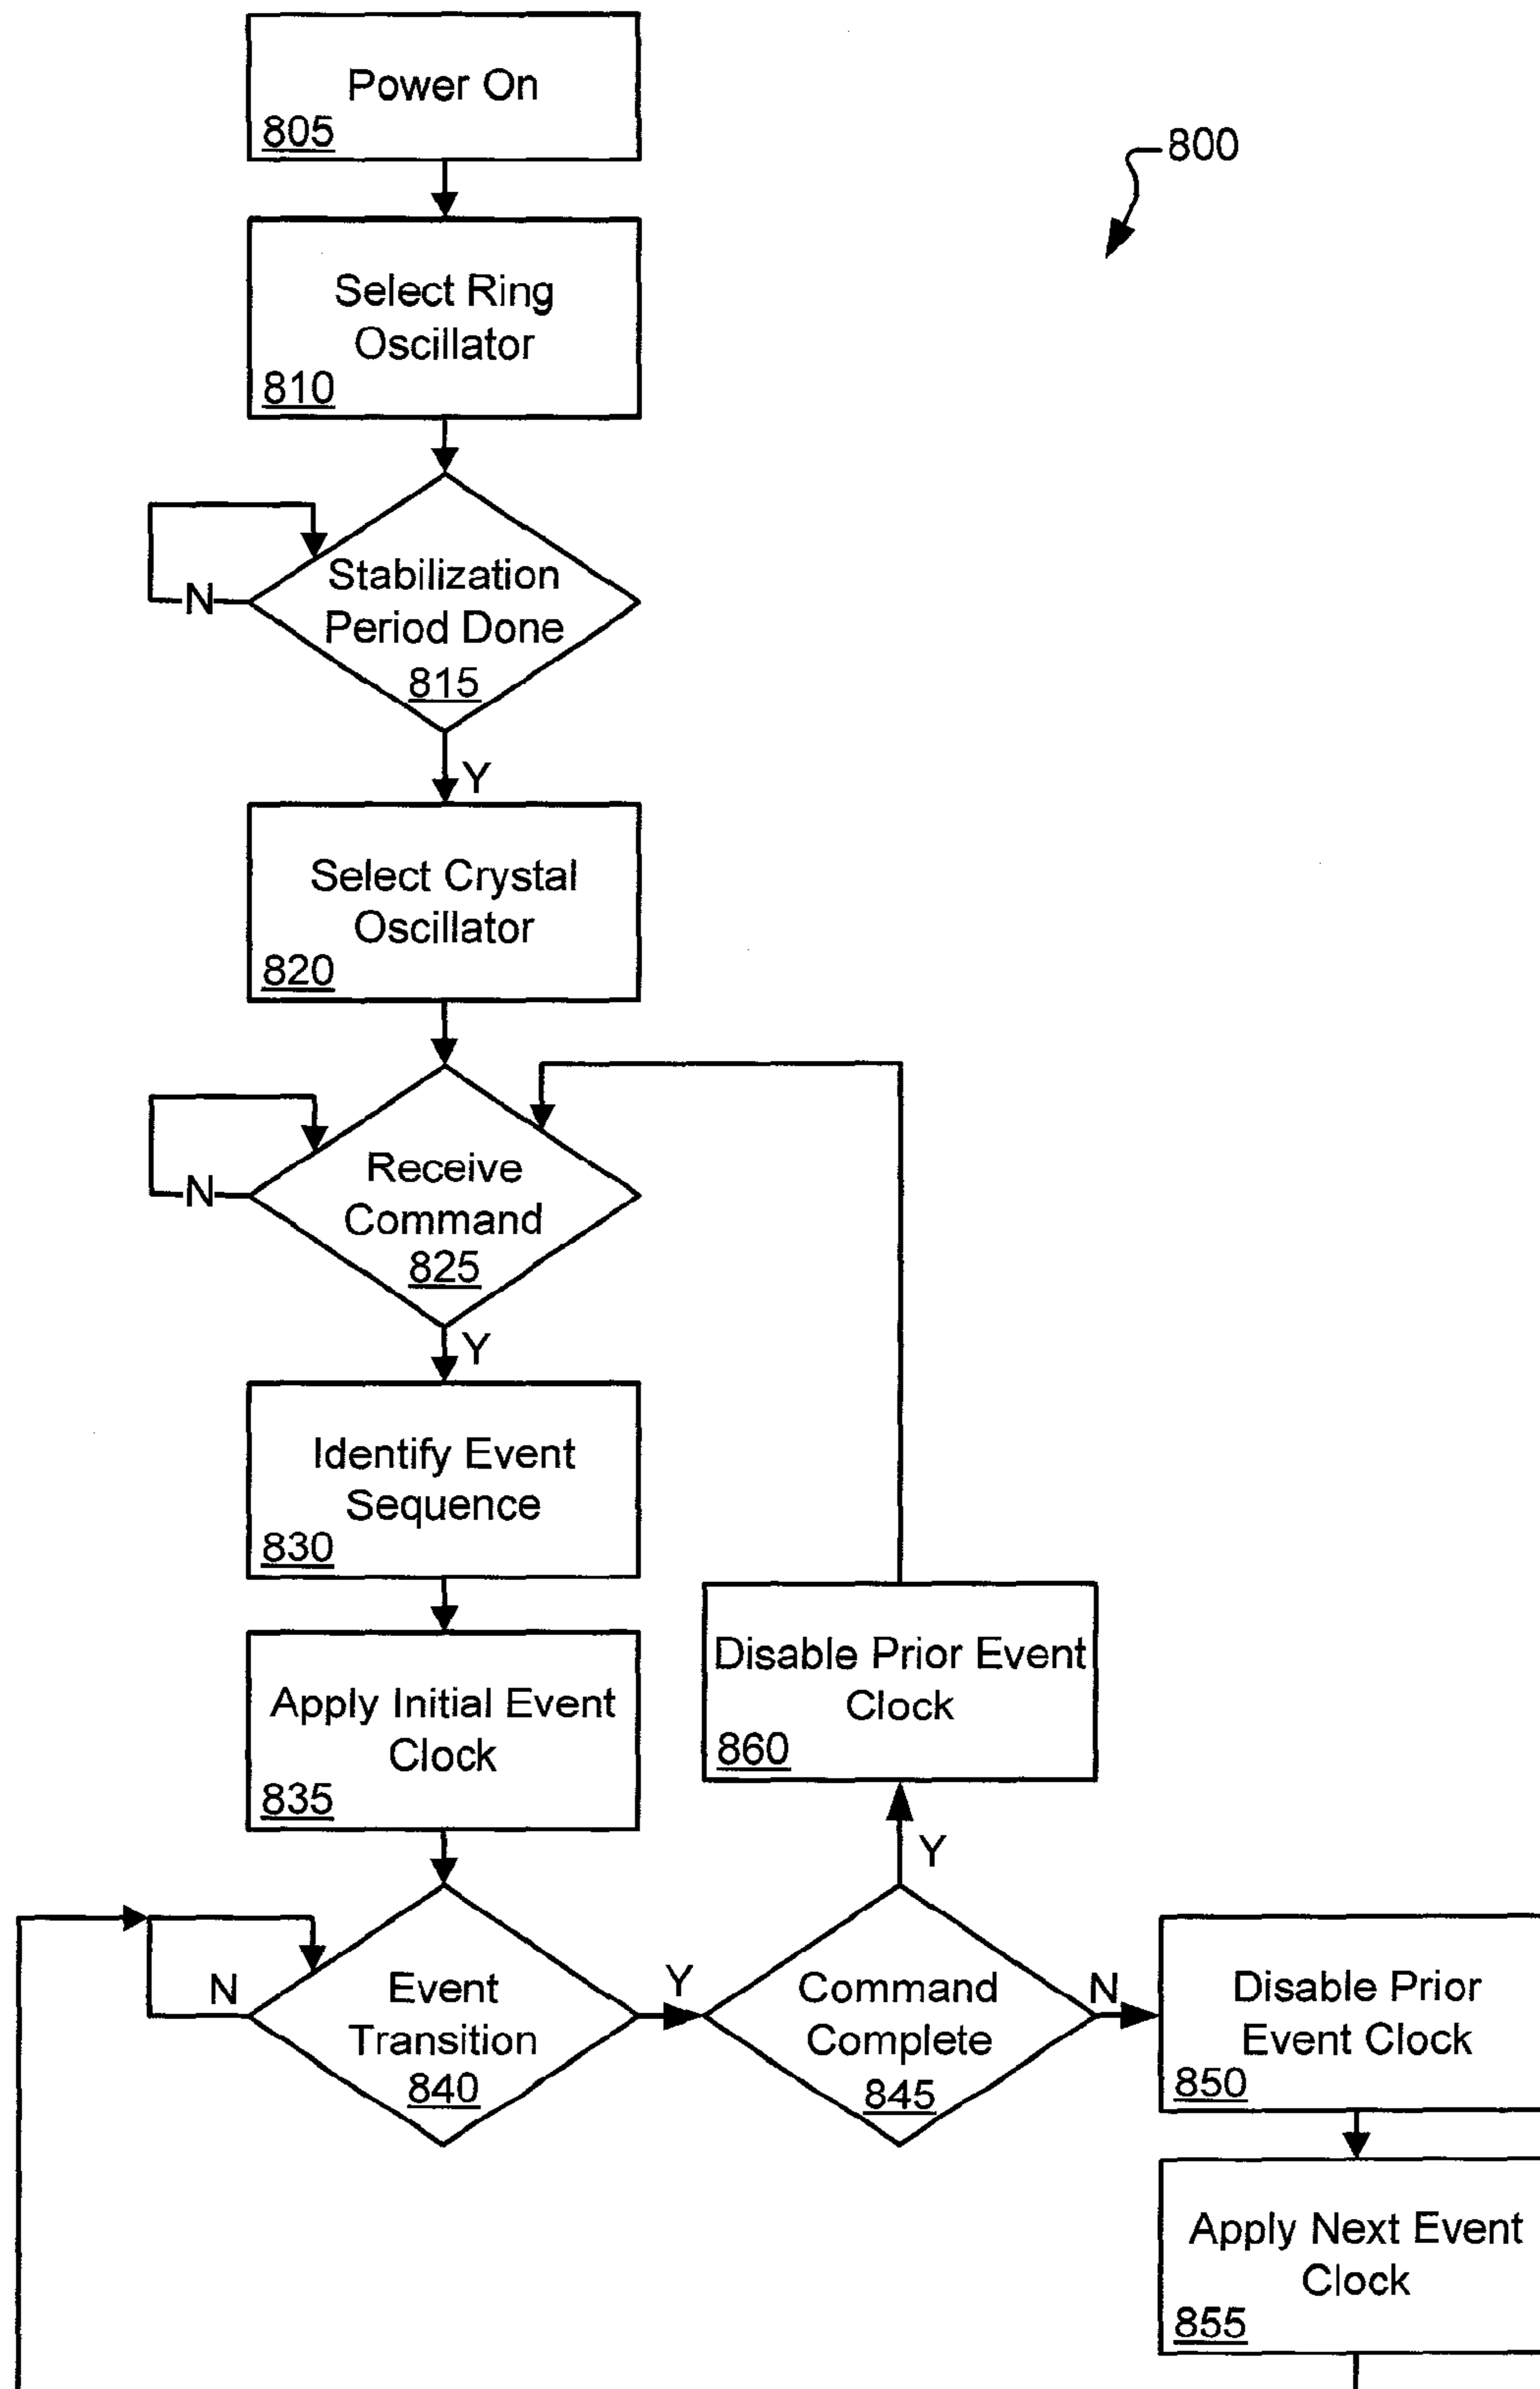 Power On
805
800
Select Ring
Oscillator
810
Stabilization
Period Done
815
N
Y
Select Crystal
Oscillator
820
Receive
Command
825
N
Y
Identify Event
Sequence
830
Apply Initial Event
Clock
835
Disable Prior Event
Clock
860
Y
Event
Transition
840
N
Y
Command
Complete
845
N
Disable Prior
Event Clock
850
Apply Next Event
Clock
855